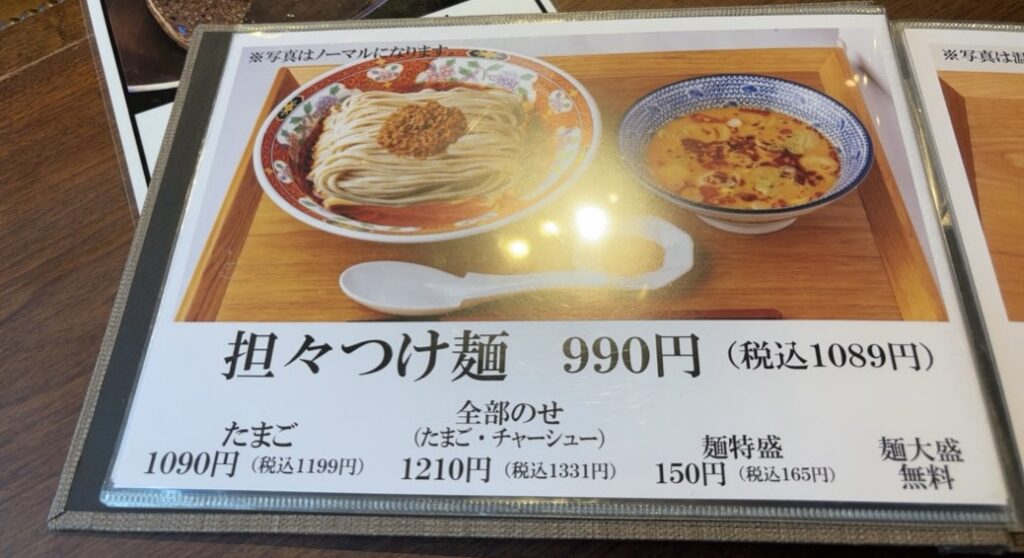 ※写真はノーマルになります。
※写真は温
担々つけ麺 990円 (税込1089円)
たまご
1090円 (税込1199円)
全部のせ
(たまご・チャーシュー)
1210円 (税込1331円)
麺特盛
150円 (税込165円)
麺大盛
無料